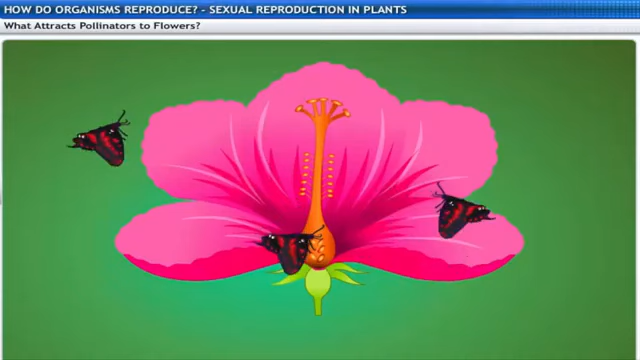 HOW DO ORGANISMS REPRODUCE? - SEXUAL REPRODUCTION IN PLANTS
What Attracts Pollinators to Flowers?